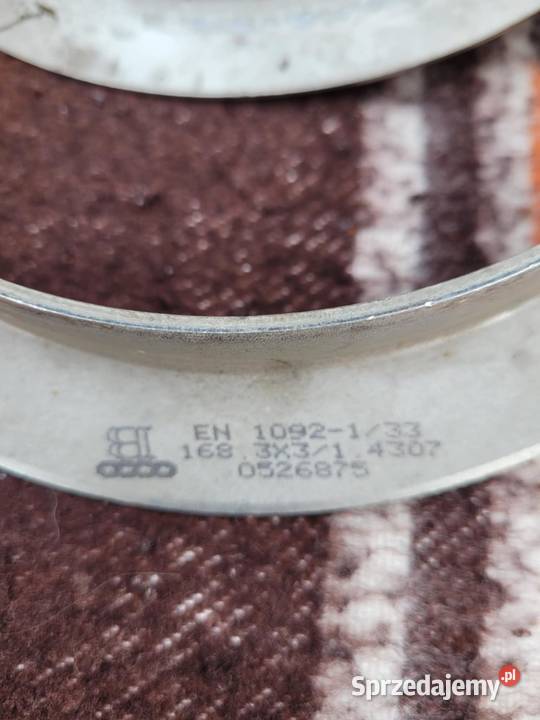 EN 1092-1/33
168.3X3/1.4307
0526875
Sprzedajemy.pl